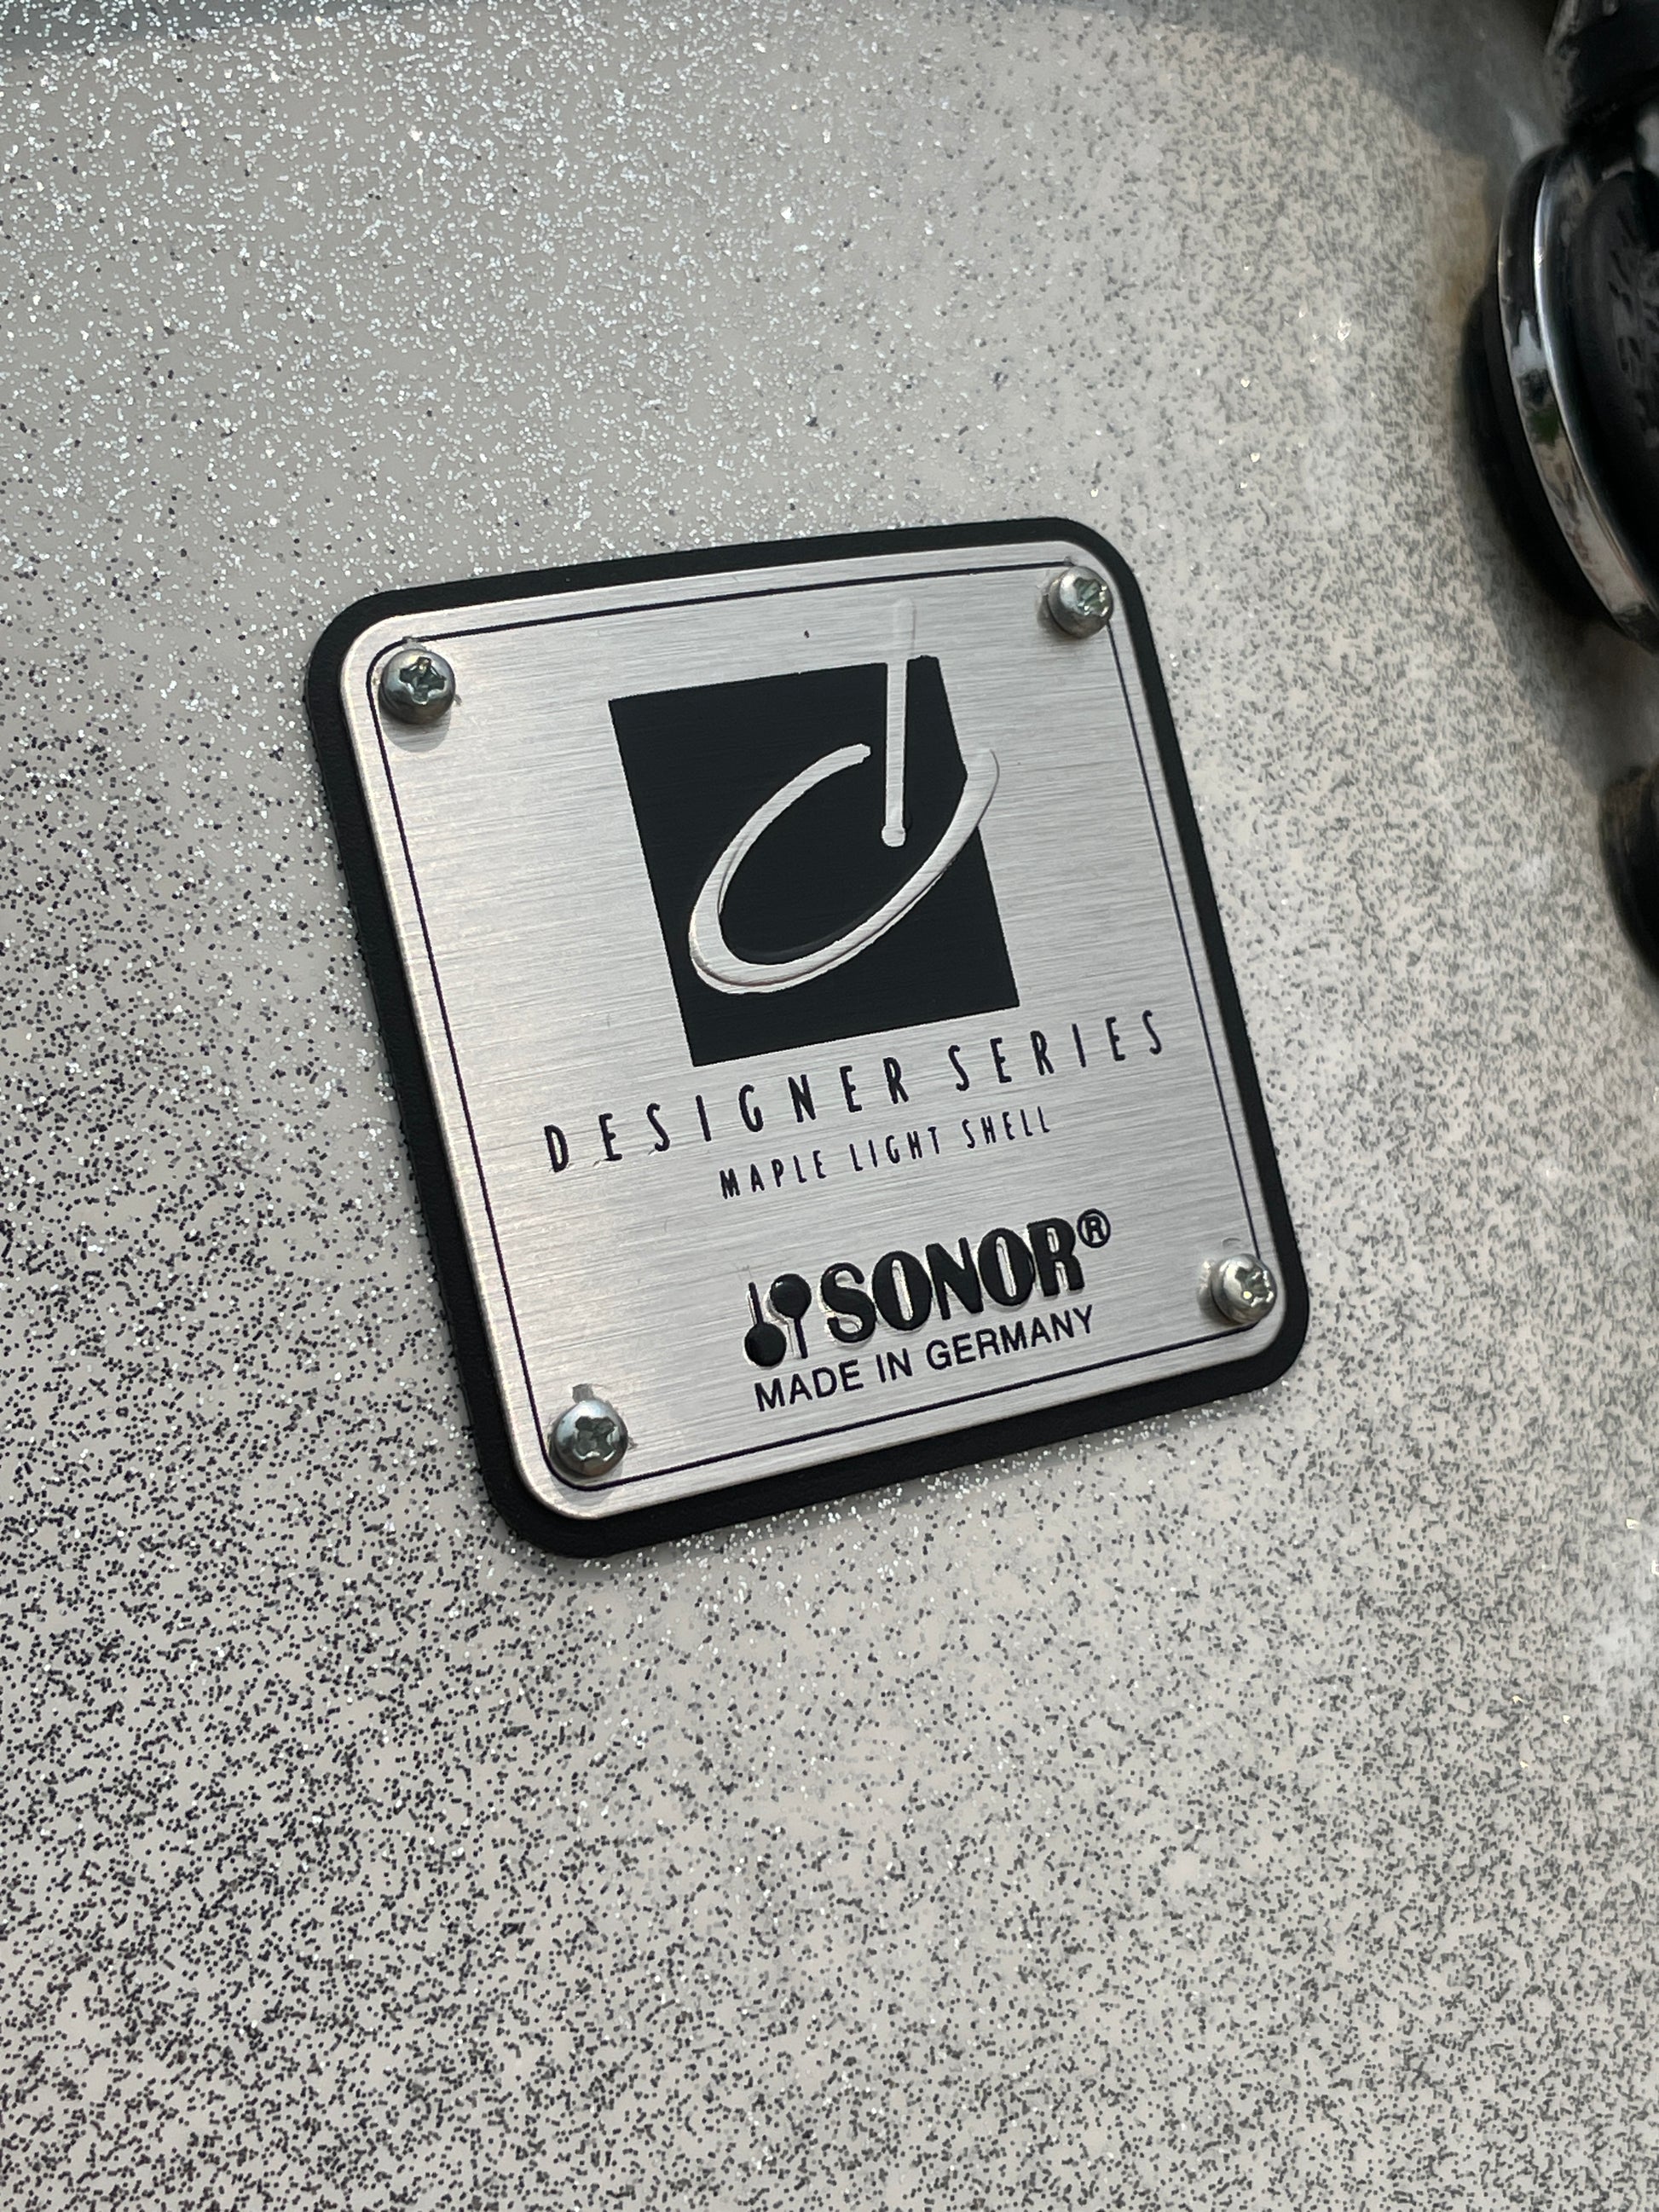 d
DESIGNER SERIES
MAPLE LIGHT SHELL
SONOR®
MADE IN GERMANY